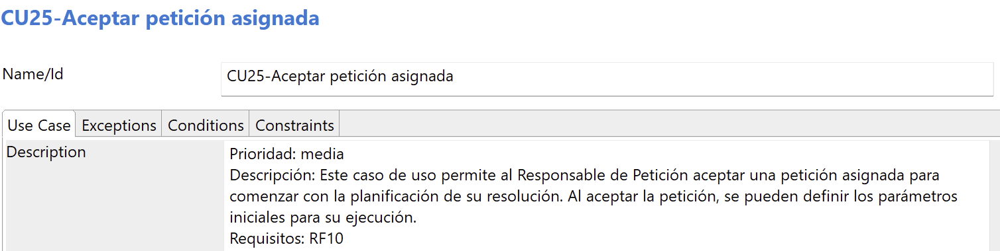 CU25-Aceptar petición asignada
Name/Id
CU25-Aceptar petición asignada
Use Case Exceptions Conditions Constraints
Description
Prioridad: media
Descripción: Este caso de uso permite al Responsable de Petición aceptar una petición asignada para
comenzar con la planificación de su resolución. Al aceptar la petición, se pueden definir los parámetros
iniciales para su ejecución.
Requisitos: RF10